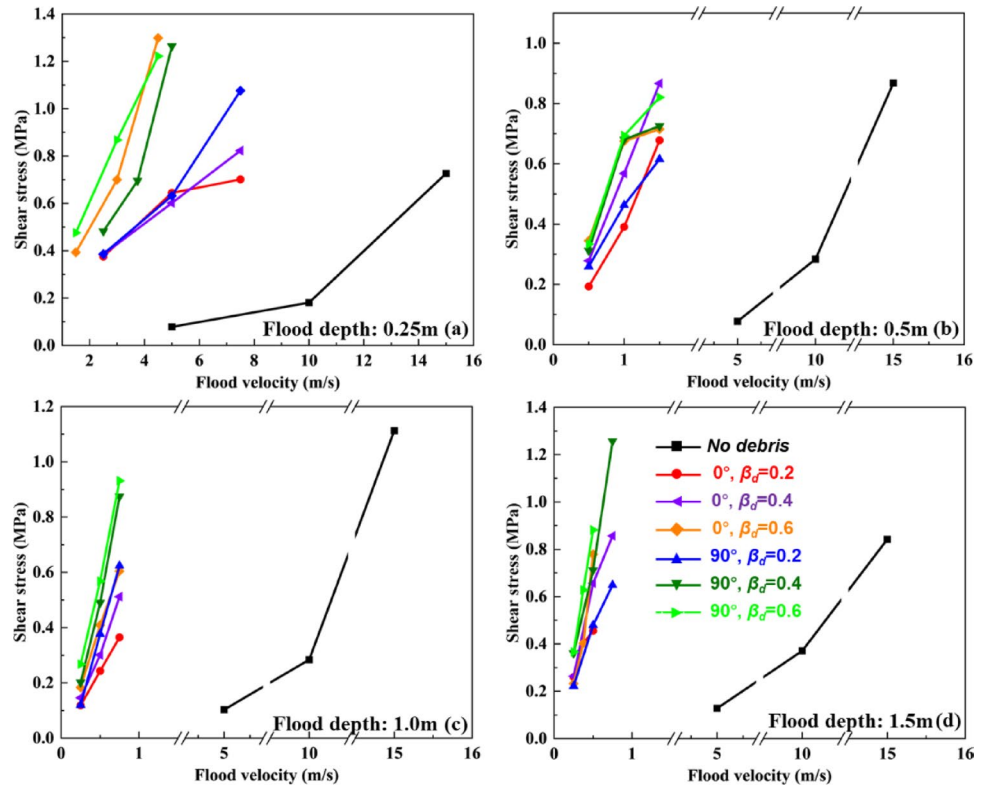 1.4
1.2
1.0
0.8
0.6
0.4
0.2
0.0
Shear stress (MPa)
2 4 6 8 10 12 14 16
Flood velocity (m/s)
Flood depth: 0.25m (a)
1.0
0.8
0.6
0.4
0.2
0.0
Shear stress (MPa)
0 1 5 10 15 16
Flood velocity (m/s)
Flood depth: 0.5m (b)
1.2
1.0
0.8
0.6
0.4
0.2
0.0
Shear stress (MPa)
0 1 5 10 15 16
Flood velocity (m/s)
Flood depth: 1.0m (c)
1.4
1.2
1.0
0.8
0.6
0.4
0.2
0.0
Shear stress (MPa)
No debris
0°, βd=0.2
0°, βd=0.4
0°, βd=0.6
90°, βd=0.2
90°, βd=0.4
90°, βd=0.6
0 1 5 10 15 16
Flood velocity (m/s)
Flood depth: 1.5m (d)